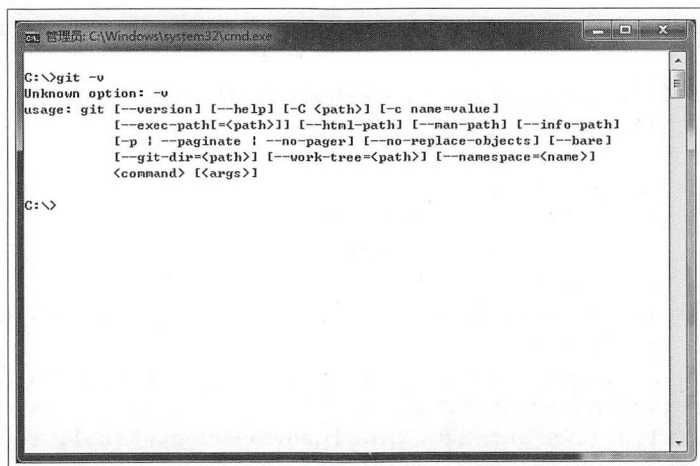 管理员: C:\Windows\system32\cmd.exe
C:\>git -v
Unknown option: -v
usage: git [--version] [--help] [-C <path>] [-c name=value]
[--exec-path[=<path>]] [--html-path] [--man-path] [--info-path]
[-p ¦ --paginate ¦ --no-pager] [--no-replace-objects] [--bare]
[--git-dir=<path>] [--work-tree=<path>] [--namespace=<name>]
<command> [<args>]
C:\>